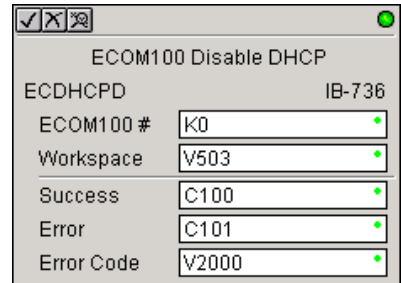 ECOM100 Disable DHCP
ECDHCPD IB-736
ECOM100 # K0
Workspace V503
Success C100
Error C101
Error Code V2000